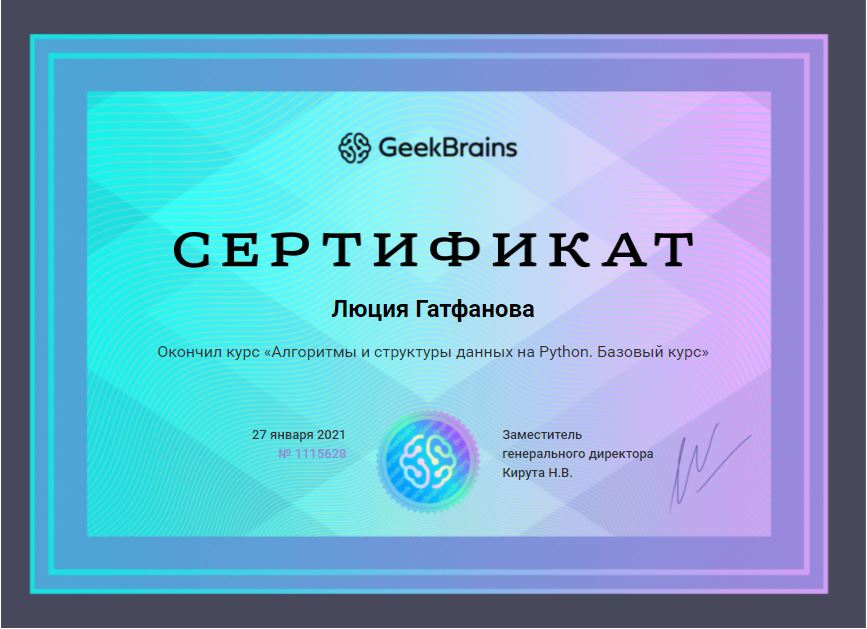 GeekBrains
СЕРТИФИКАТ
Люция Гатфанова
Окончил курс «Алгоритмы и структуры данных на Python. Базовый курс»
27 января 2021
№ 1115628
Заместитель
генерального директора
Кирута Н.В.